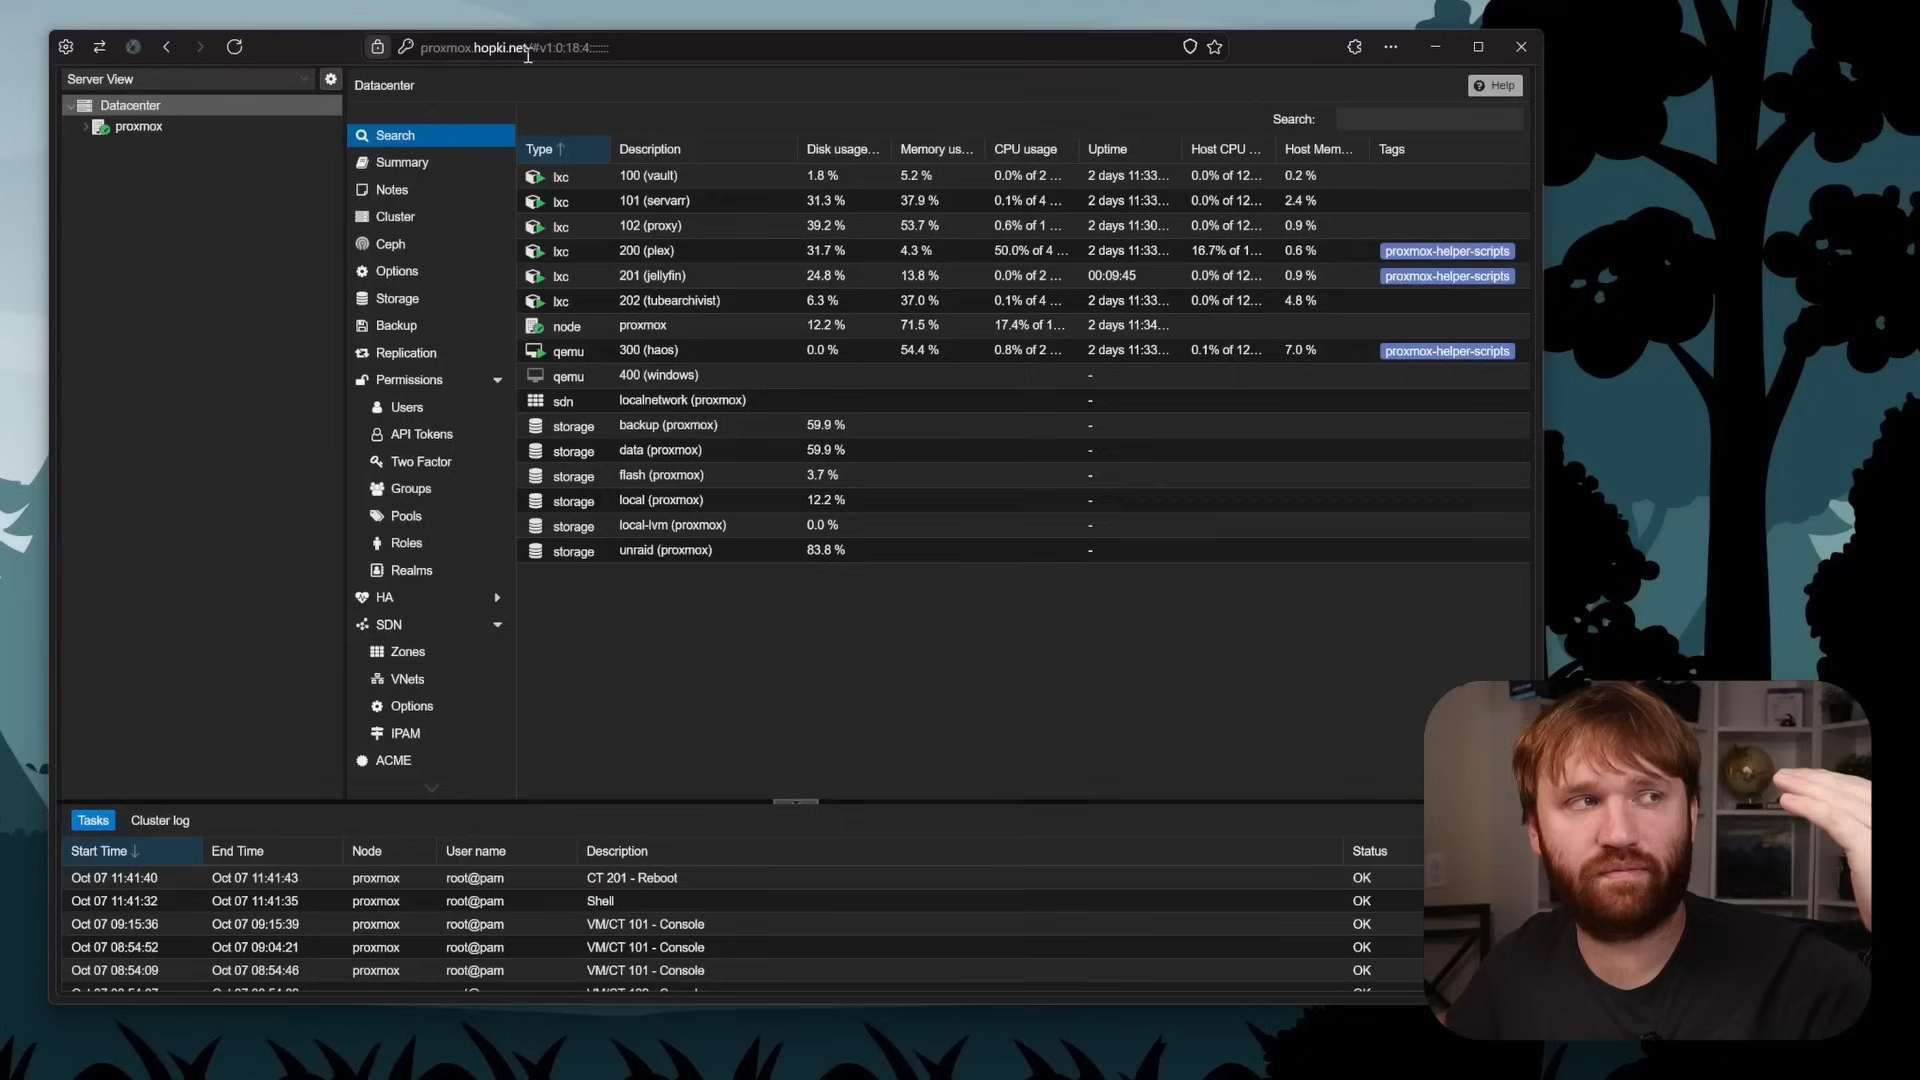 proxmox.hopki.net/#v1:0:18:4:::::::
Server View
Datacenter
proxmox
Datacenter
Help
Search:
Search
Summary
Notes
Cluster
Ceph
Options
Storage
Backup
Replication
Permissions
Users
API Tokens
Two Factor
Groups
Pools
Roles
Realms
HA
SDN
Zones
VNets
Options
IPAM
ACME
Type Description Disk usage... Memory us... CPU usage Uptime Host CPU ... Host Mem... Tags
lxc 100 (vault) 1.8 % 5.2 % 0.0% of 2 ... 2 days 11:33... 0.0% of 12... 0.2 %
lxc 101 (servarr) 31.3 % 37.9 % 0.1% of 4 ... 2 days 11:33... 0.0% of 12... 2.4 %
lxc 102 (proxy) 39.2 % 53.7 % 0.6% of 1 ... 2 days 11:30... 0.0% of 12... 0.9 %
lxc 200 (plex) 31.7 % 4.3 % 50.0% of 4 ... 2 days 11:33... 16.7% of 1... 0.6 % proxmox-helper-scripts
lxc 201 (jellyfin) 24.8 % 13.8 % 0.0% of 2 ... 00:09:45 0.0% of 12... 0.9 % proxmox-helper-scripts
lxc 202 (tubearchivist) 6.3 % 37.0 % 0.1% of 4 ... 2 days 11:33... 0.0% of 12... 4.8 %
node proxmox 12.2 % 71.5 % 17.4% of 1... 2 days 11:34...
qemu 300 (haos) 0.0 % 54.4 % 0.8% of 2 ... 2 days 11:33... 0.1% of 12... 7.0 % proxmox-helper-scripts
qemu 400 (windows) -
sdn localnetwork (proxmox) -
storage backup (proxmox) 59.9 % -
storage data (proxmox) 59.9 % -
storage flash (proxmox) 3.7 % -
storage local (proxmox) 12.2 % -
storage local-lvm (proxmox) 0.0 % -
storage unraid (proxmox) 83.8 % -
Tasks Cluster log
Start Time End Time Node User name Description Status
Oct 07 11:41:40 Oct 07 11:41:43 proxmox root@pam CT 201 - Reboot OK
Oct 07 11:41:32 Oct 07 11:41:35 proxmox root@pam Shell OK
Oct 07 09:15:36 Oct 07 09:15:39 proxmox root@pam VM/CT 101 - Console OK
Oct 07 08:54:52 Oct 07 09:04:21 proxmox root@pam VM/CT 101 - Console OK
Oct 07 08:54:09 Oct 07 08:54:46 proxmox root@pam VM/CT 101 - Console OK